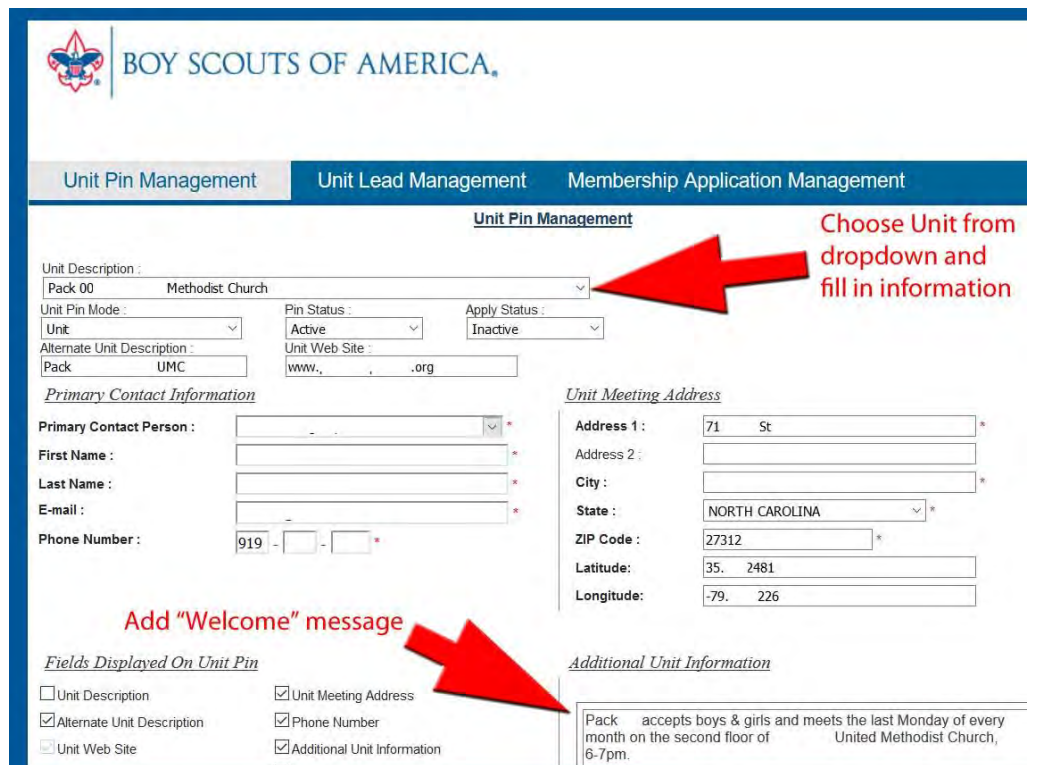 BOY SCOUTS OF AMERICA®
Unit Pin Management Unit Lead Management Membership Application Management
Unit Pin Management
Choose Unit from
dropdown and
fill in information
Unit Description :
Pack 00 Methodist Church
Unit Pin Mode : Pin Status : Apply Status :
Unit Active Inactive
Alternate Unit Description : Unit Web Site :
Pack UMC www., , .org
Primary Contact Information
Primary Contact Person : *
First Name : *
Last Name : *
E-mail : *
Phone Number : 919 - - *
Unit Meeting Address
Address 1 : 71 St *
Address 2 :
City : *
State : NORTH CAROLINA *
ZIP Code : 27312 *
Latitude: 35. 2481
Longitude: -79. 226
Add “Welcome” message
Fields Displayed On Unit Pin
Unit Description Unit Meeting Address
Alternate Unit Description Phone Number
Unit Web Site Additional Unit Information
Additional Unit Information
Pack accepts boys & girls and meets the last Monday of every
month on the second floor of United Methodist Church,
6-7pm.